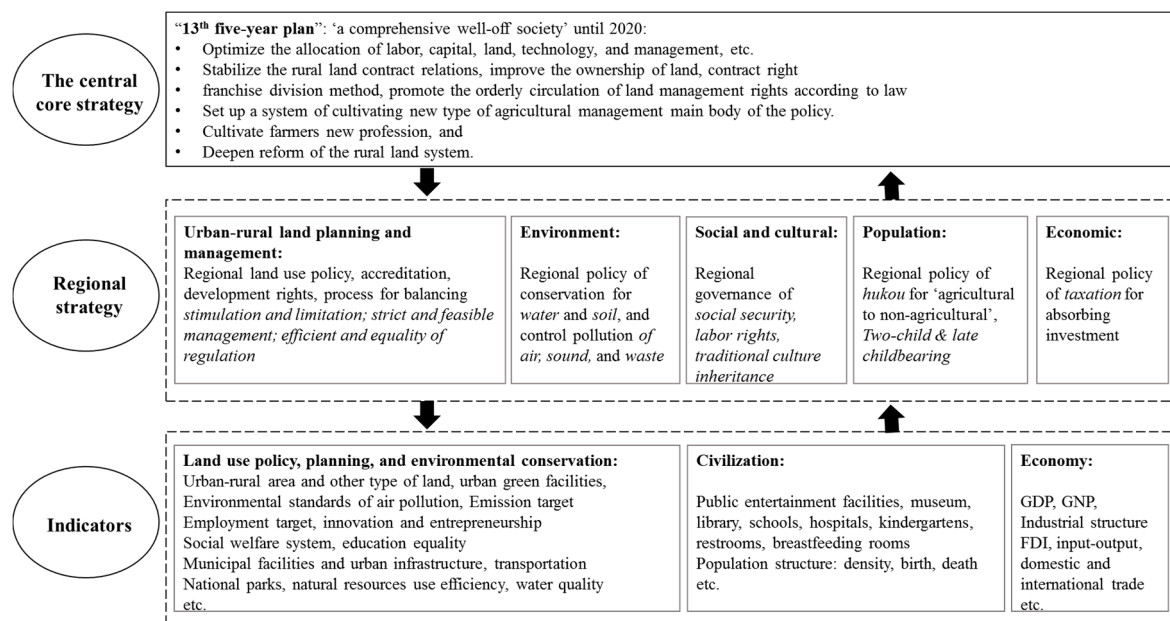 The central
core strategy
“13th five-year plan”: ‘a comprehensive well-off society’ until 2020:
• Optimize the allocation of labor, capital, land, technology, and management, etc.
• Stabilize the rural land contract relations, improve the ownership of land, contract right
• franchise division method, promote the orderly circulation of land management rights according to law
• Set up a system of cultivating new type of agricultural management main body of the policy.
• Cultivate farmers new profession, and
• Deepen reform of the rural land system.
Regional
strategy
Urban-rural land planning and
management:
Regional land use policy, accreditation,
development rights, process for balancing
stimulation and limitation; strict and feasible
management; efficient and equality of
regulation
Environment:
Regional policy of
conservation for
water and soil, and
control pollution of
air, sound, and waste
Social and cultural:
Regional
governance of
social security,
labor rights,
traditional culture
inheritance
Population:
Regional policy of
hukou for ‘agricultural
to non-agricultural’,
Two-child & late
childbearing
Economic:
Regional policy
of taxation for
absorbing
investment
Indicators
Land use policy, planning, and environmental conservation:
Urban-rural area and other type of land, urban green facilities,
Environmental standards of air pollution, Emission target
Employment target, innovation and entrepreneurship
Social welfare system, education equality
Municipal facilities and urban infrastructure, transportation
National parks, natural resources use efficiency, water quality
etc.
Civilization:
Public entertainment facilities, museum,
library, schools, hospitals, kindergartens,
restrooms, breastfeeding rooms
Population structure: density, birth, death
etc.
Economy:
GDP, GNP,
Industrial structure
FDI, input-output,
domestic and
international trade
etc.